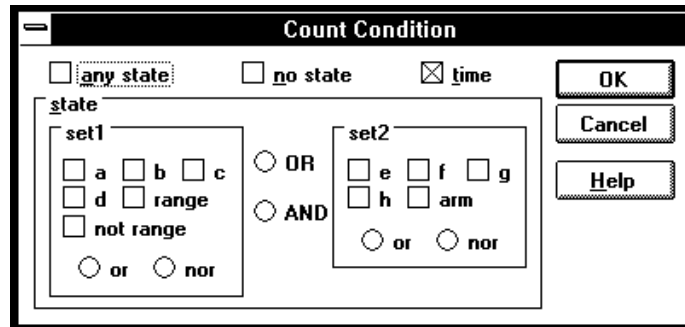 Count Condition
any state no state time OK
state
set1 set2 Cancel
a b c OR e f g
d range AND h arm Help
not range
or nor or nor